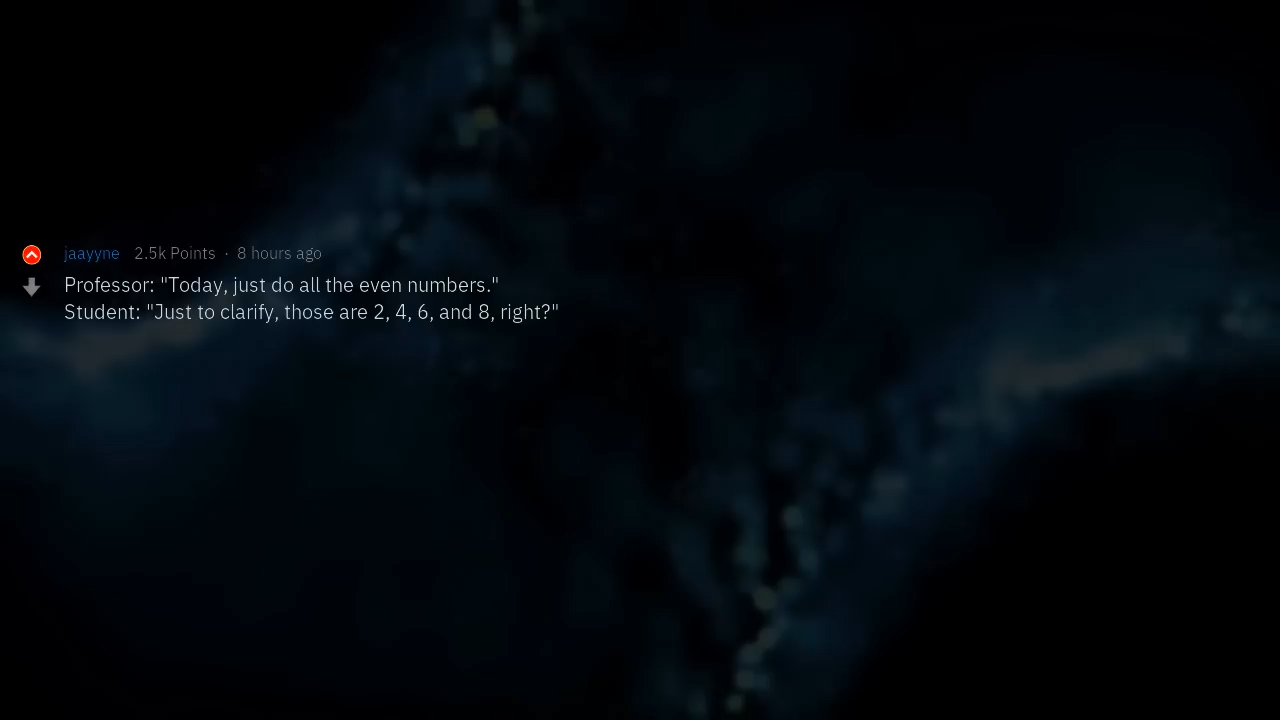 jaayyne 2.5k Points · 8 hours ago
Professor: "Today, just do all the even numbers."
Student: "Just to clarify, those are 2, 4, 6, and 8, right?"